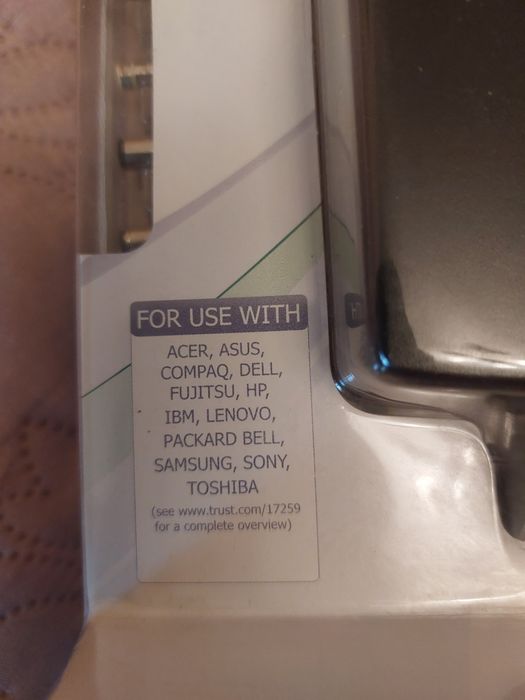 FOR USE WITH
ACER, ASUS,
COMPAQ, DELL,
FUJITSU, HP,
IBM, LENOVO,
PACKARD BELL,
SAMSUNG, SONY,
TOSHIBA
(see www.trust.com/17259
for a complete overview)